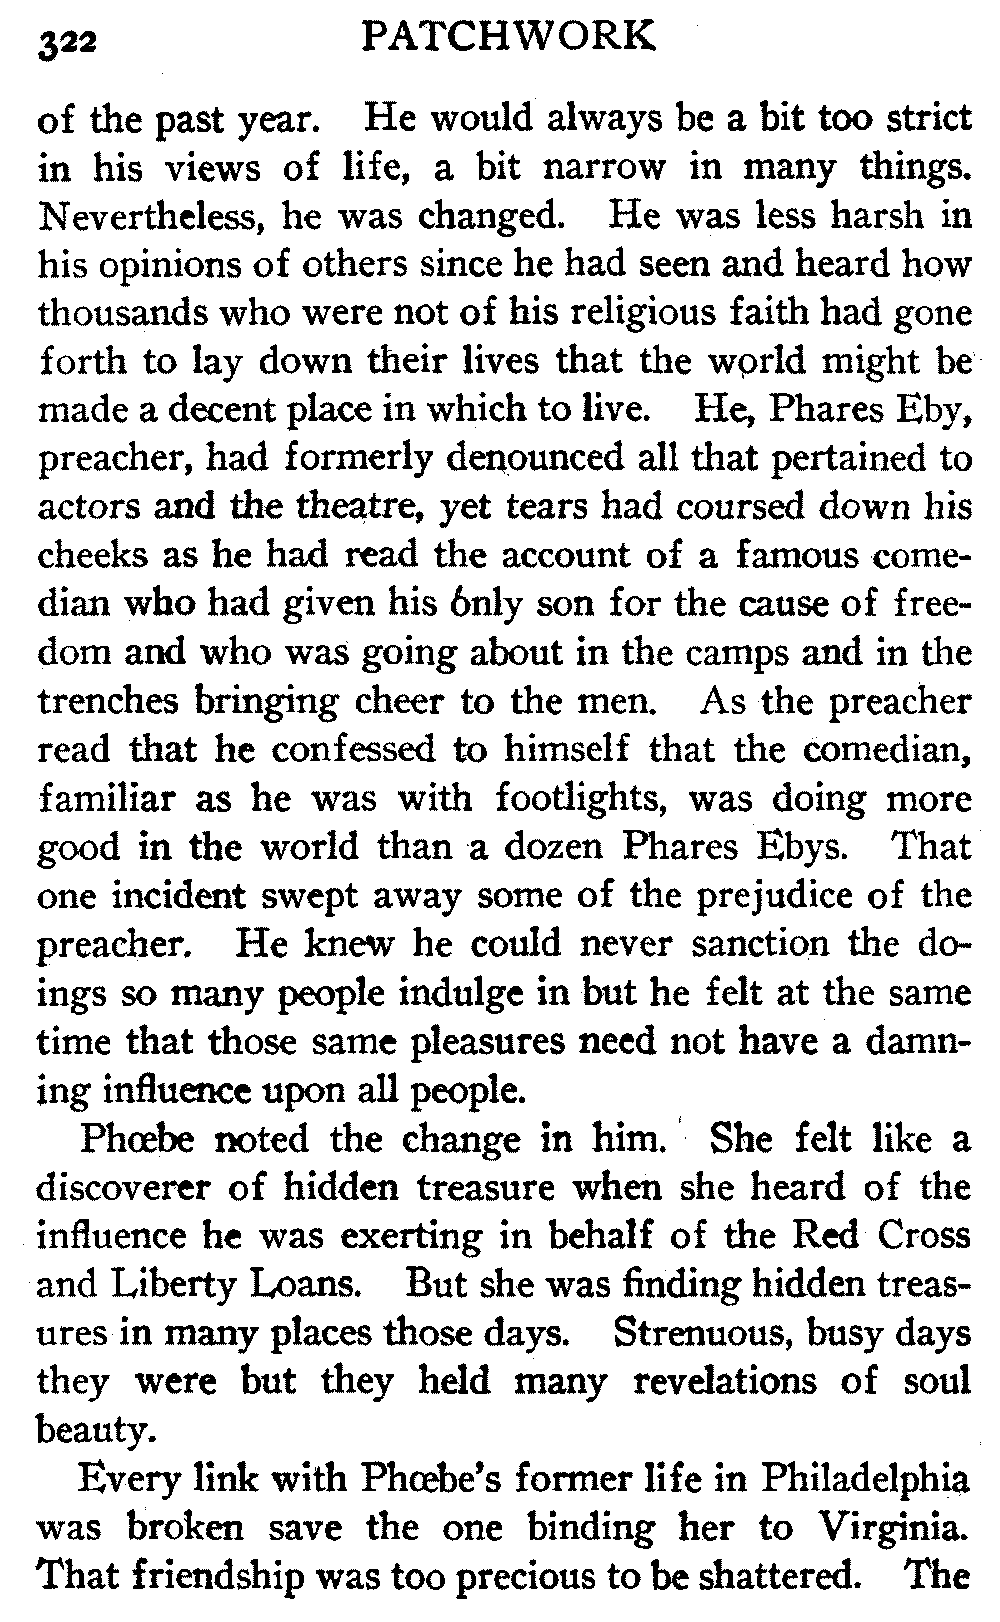 322 PATCHWORK
of the past year. He would always be a bit too strict
in his views of life, a bit narrow in many things.
Nevertheless, he was changed. He was less harsh in
his opinions of others since he had seen and heard how
thousands who were not of his religious faith had gone
forth to lay down their lives that the world might be
made a decent place in which to live. He, Phares Eby,
preacher, had formerly denounced all that pertained to
actors and the theatre, yet tears had coursed down his
cheeks as he had read the account of a famous come-
dian who had given his only son for the cause of free-
dom and who was going about in the camps and in the
trenches bringing cheer to the men. As the preacher
read that he confessed to himself that the comedian,
familiar as he was with footlights, was doing more
good in the world than a dozen Phares Ebys. That
one incident swept away some of the prejudice of the
preacher. He knew he could never sanction the do-
ings so many people indulge in but he felt at the same
time that those same pleasures need not have a damn-
ing influence upon all people.
Phœbe noted the change in him. She felt like a
discoverer of hidden treasure when she heard of the
influence he was exerting in behalf of the Red Cross
and Liberty Loans. But she was finding hidden treas-
ures in many places those days. Strenuous, busy days
they were but they held many revelations of soul
beauty.
Every link with Phœbe's former life in Philadelphia
was broken save the one binding her to Virginia.
That friendship was too precious to be shattered. The